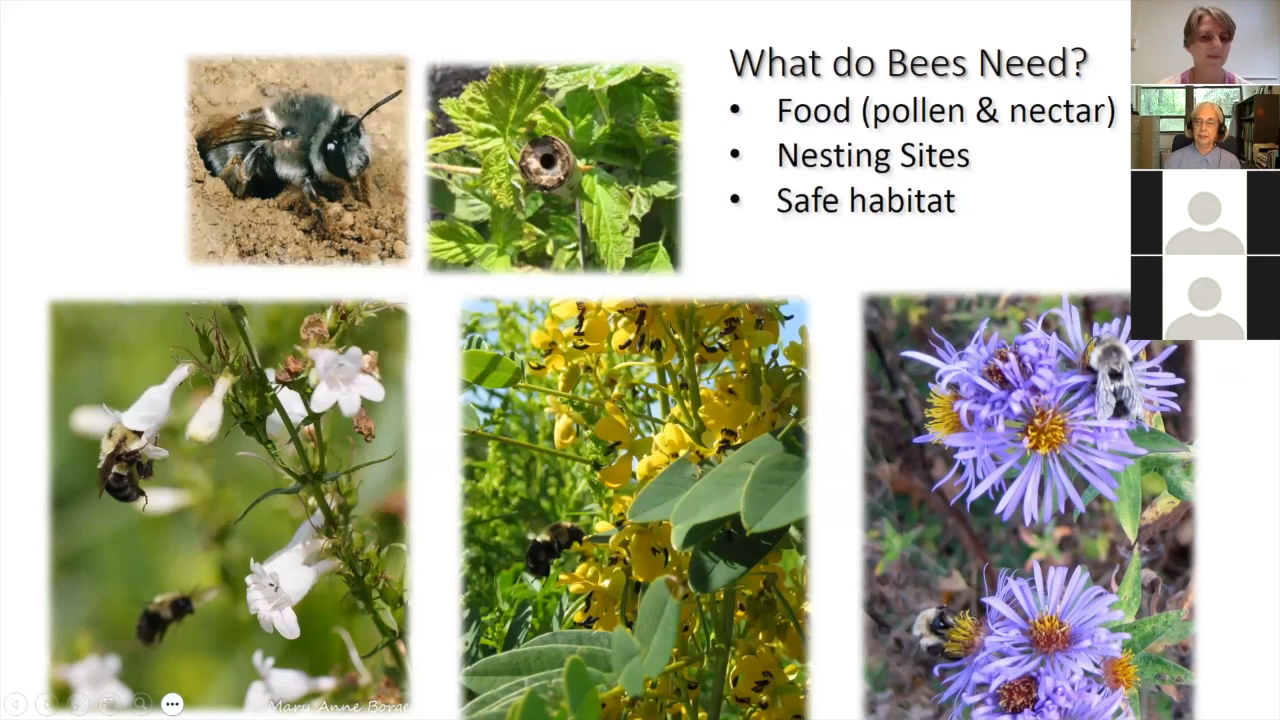 What do Bees Need?
• Food (pollen & nectar)
• Nesting Sites
• Safe habitat
Mary Anne Borge